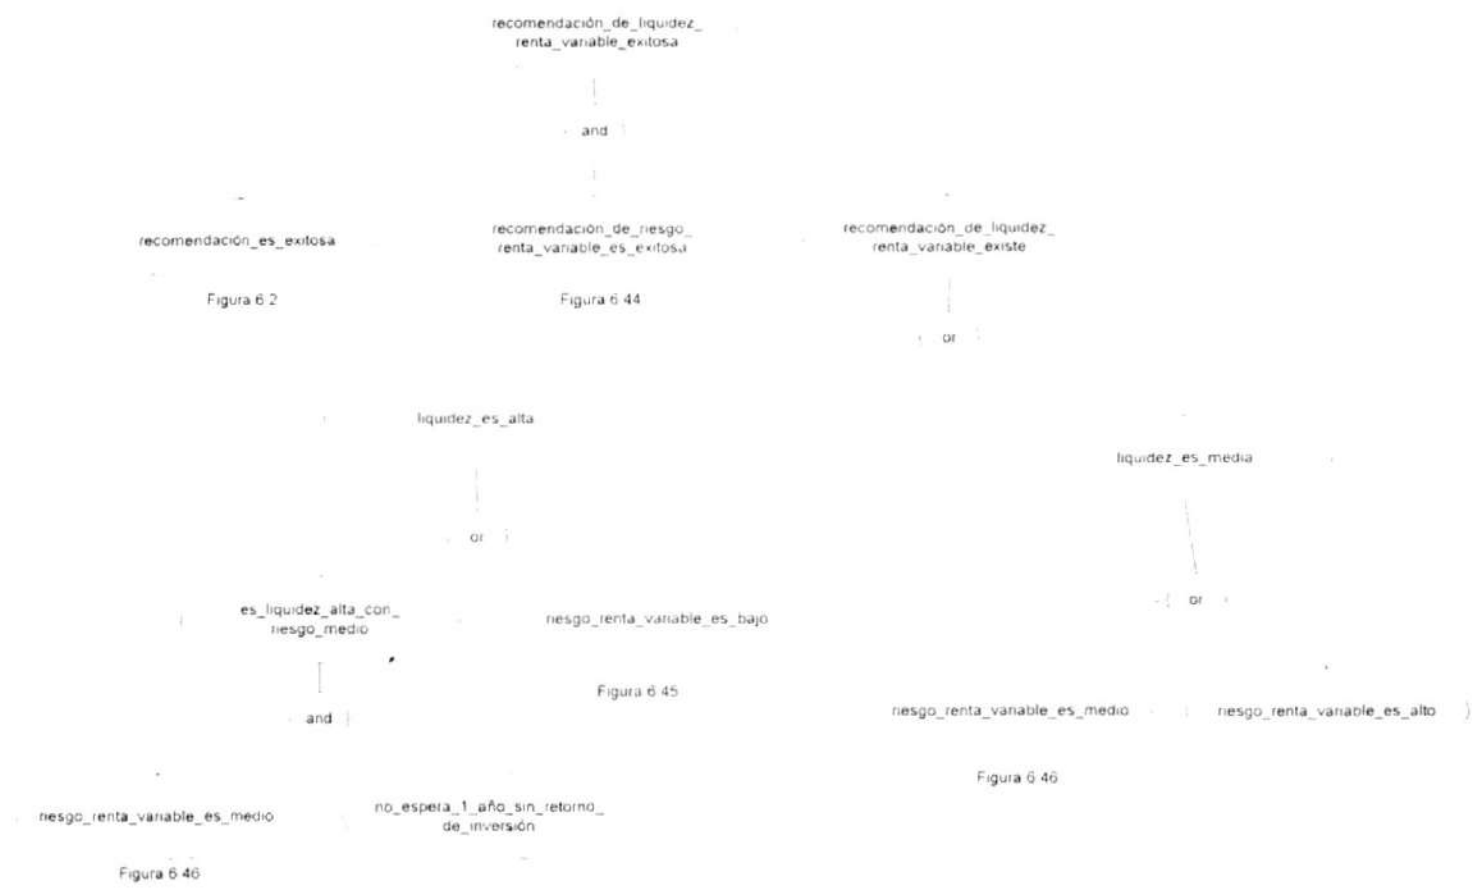 recomendación_de_liquidez_
renta_variable_exitosa
and
recomendación_es_exitosa
recomendación_de_riesgo_
renta_variable_es_exitosa
recomendación_de_liquidez_
renta_variable_existe
Figura 6.2
Figura 6.44
or
liquidez_es_alta
liquidez_es_media
or
es_liquidez_alta_con_
riesgo_medio
riesgo_renta_variable_es_bajo
or
Figura 6.45
and
riesgo_renta_variable_es_medio
riesgo_renta_variable_es_alto
Figura 6.46
riesgo_renta_variable_es_medio
no_espera_1_año_sin_retorno_
de_inversión
Figura 6.46